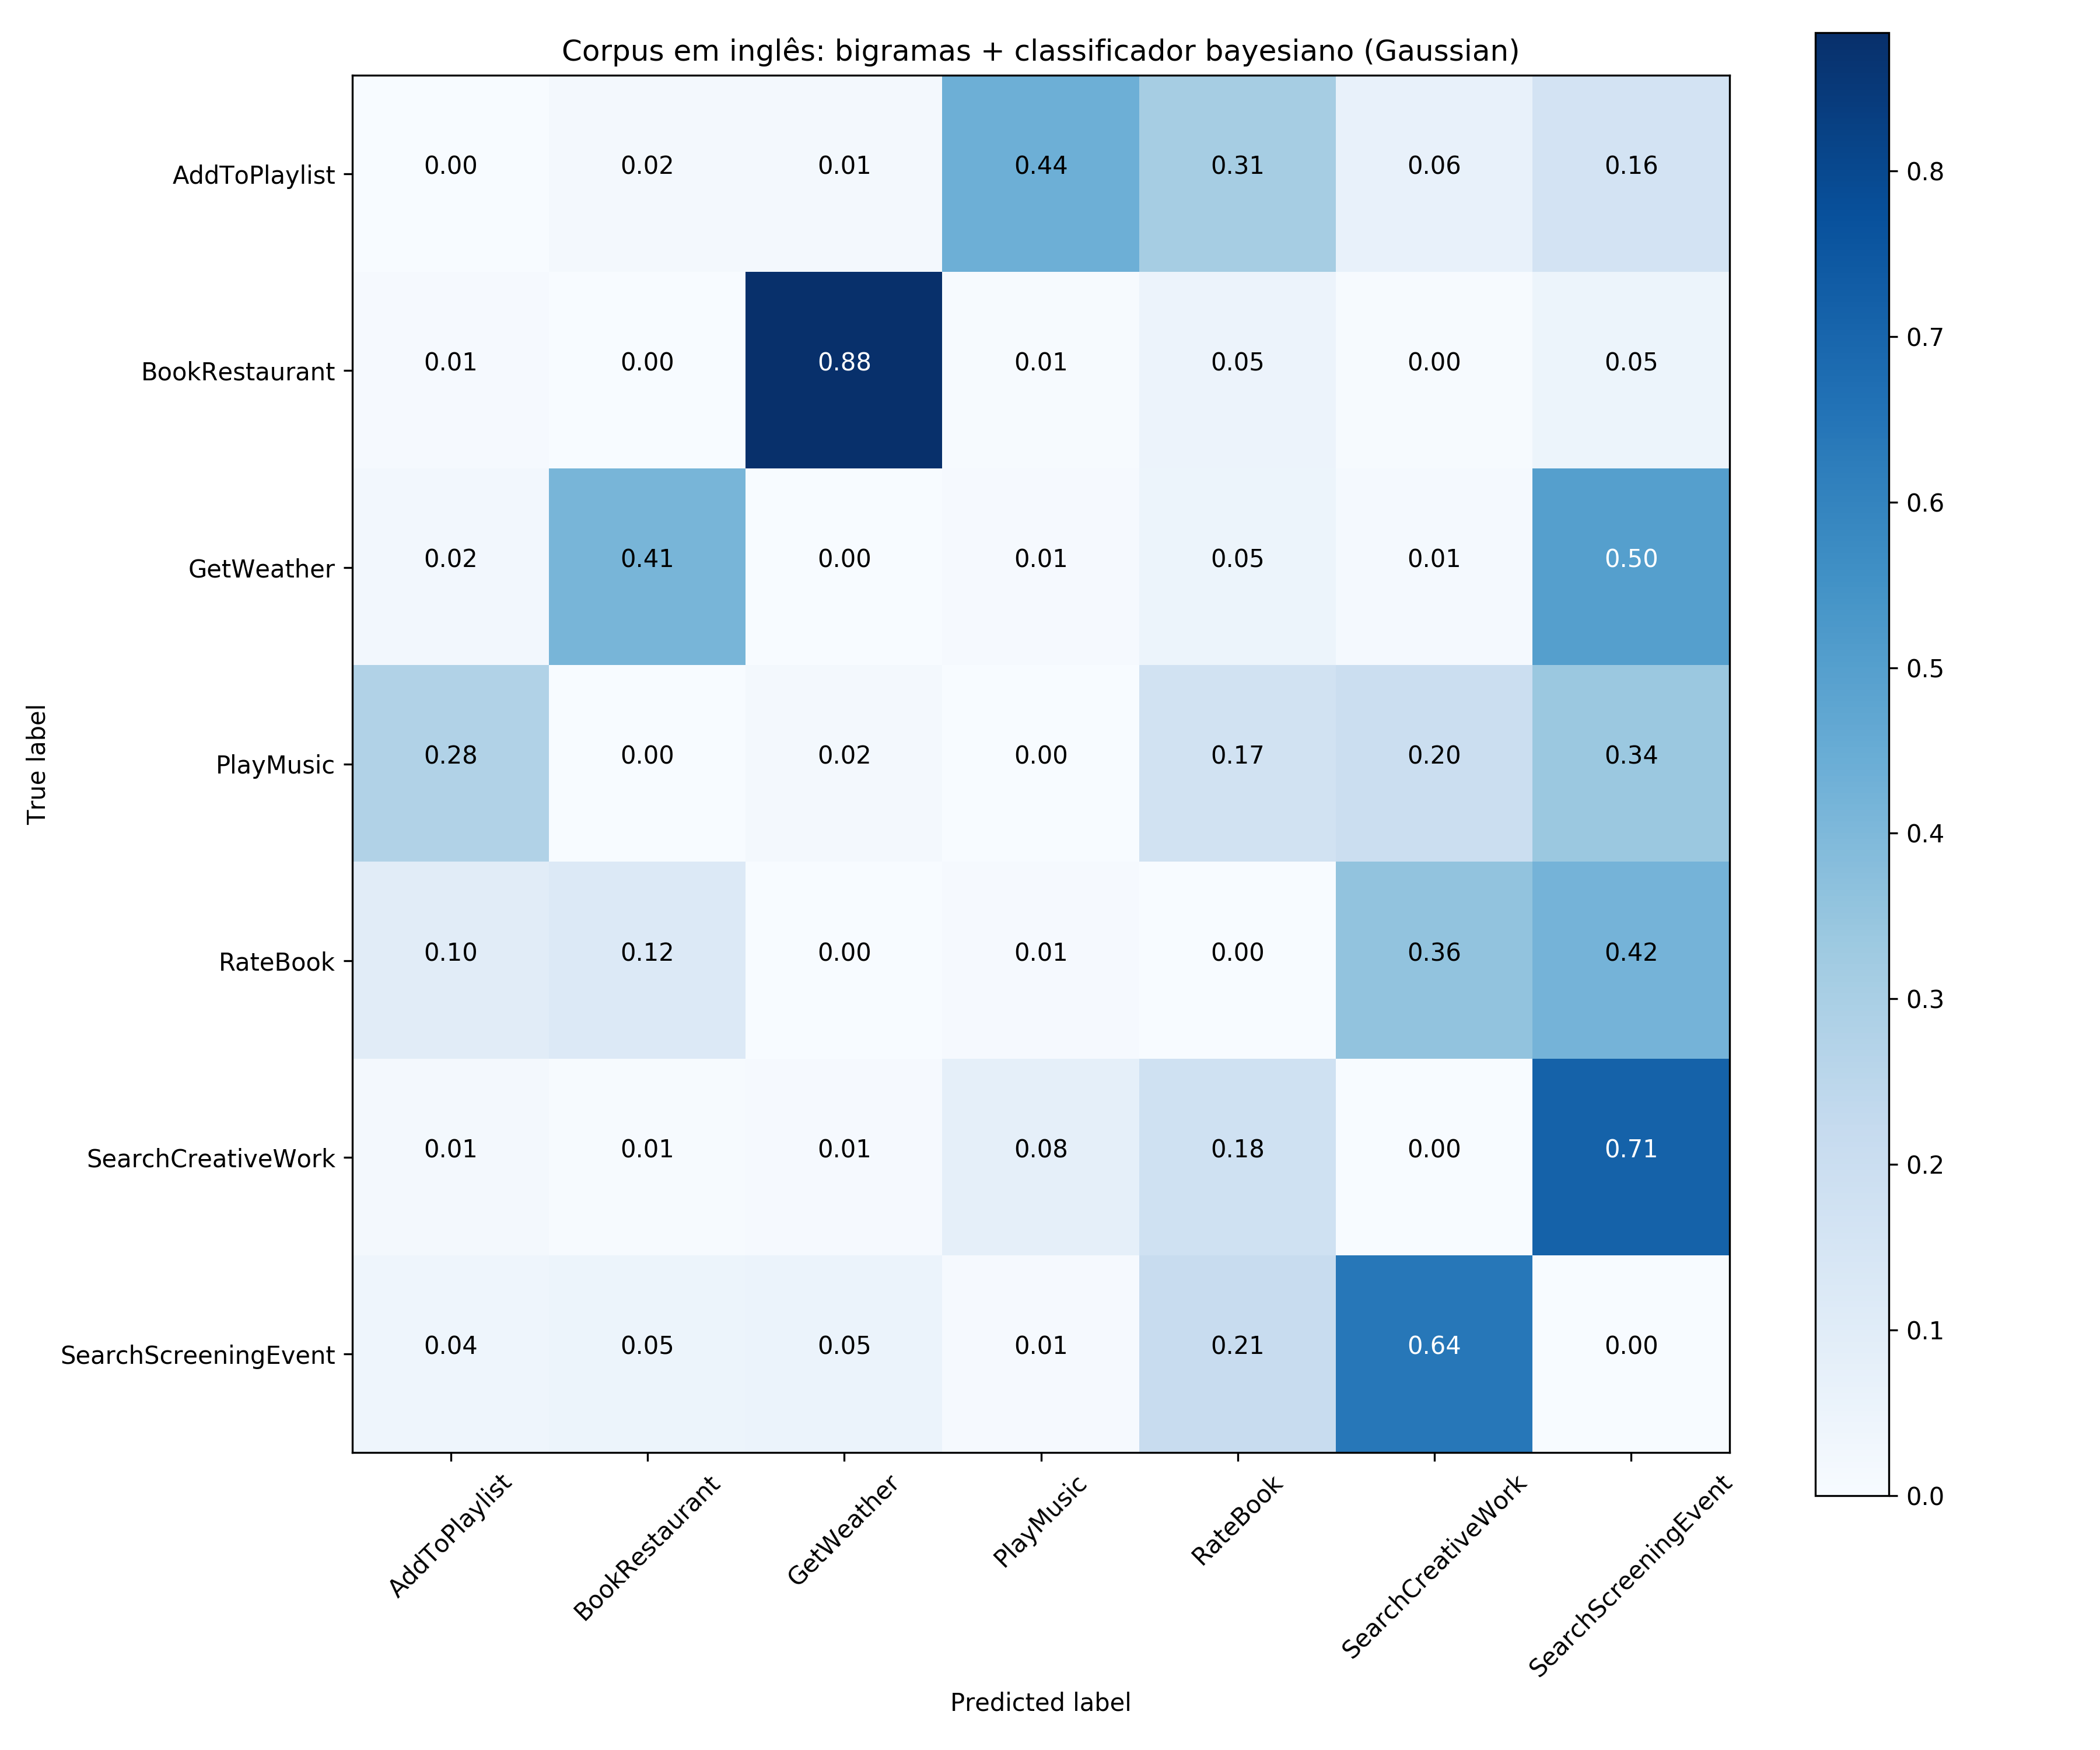 Corpus em inglês: bigramas + classificador bayesiano (Gaussian)
True label
AddToPlaylist 0.00 0.02 0.01 0.44 0.31 0.06 0.16
BookRestaurant 0.01 0.00 0.88 0.01 0.05 0.00 0.05
GetWeather 0.02 0.41 0.00 0.01 0.05 0.01 0.50
PlayMusic 0.28 0.00 0.02 0.00 0.17 0.20 0.34
RateBook 0.10 0.12 0.00 0.01 0.00 0.36 0.42
SearchCreativeWork 0.01 0.01 0.01 0.08 0.18 0.00 0.71
SearchScreeningEvent 0.04 0.05 0.05 0.01 0.21 0.64 0.00
AddToPlaylist BookRestaurant GetWeather PlayMusic RateBook SearchCreativeWork SearchScreeningEvent
Predicted label
0.8
0.7
0.6
0.5
0.4
0.3
0.2
0.1
0.0